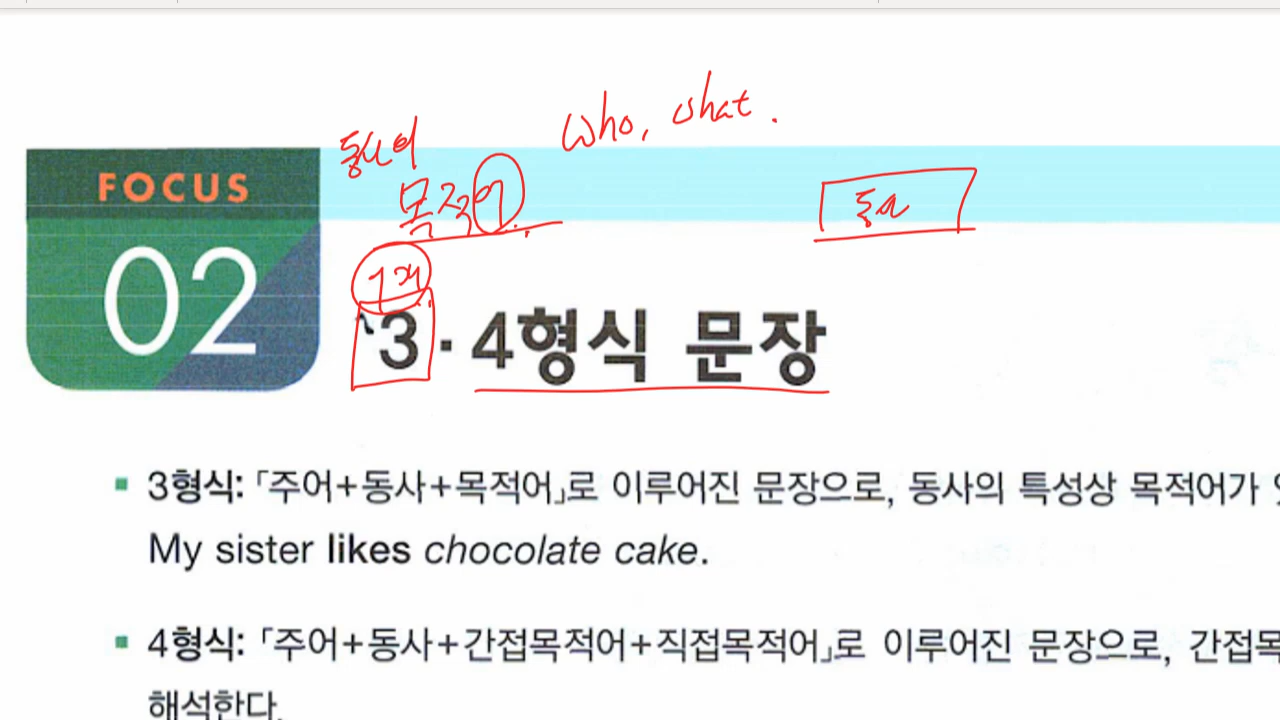 who, what.
동사의
목적어
동사
FOCUS
02
1개
3·4형식 문장
3형식: 「주어+동사+목적어」로 이루어진 문장으로, 동사의 특성상 목적어가
My sister likes chocolate cake.
4형식: 「주어+동사+간접목적어+직접목적어」로 이루어진 문장으로, 간접목
해석한다.